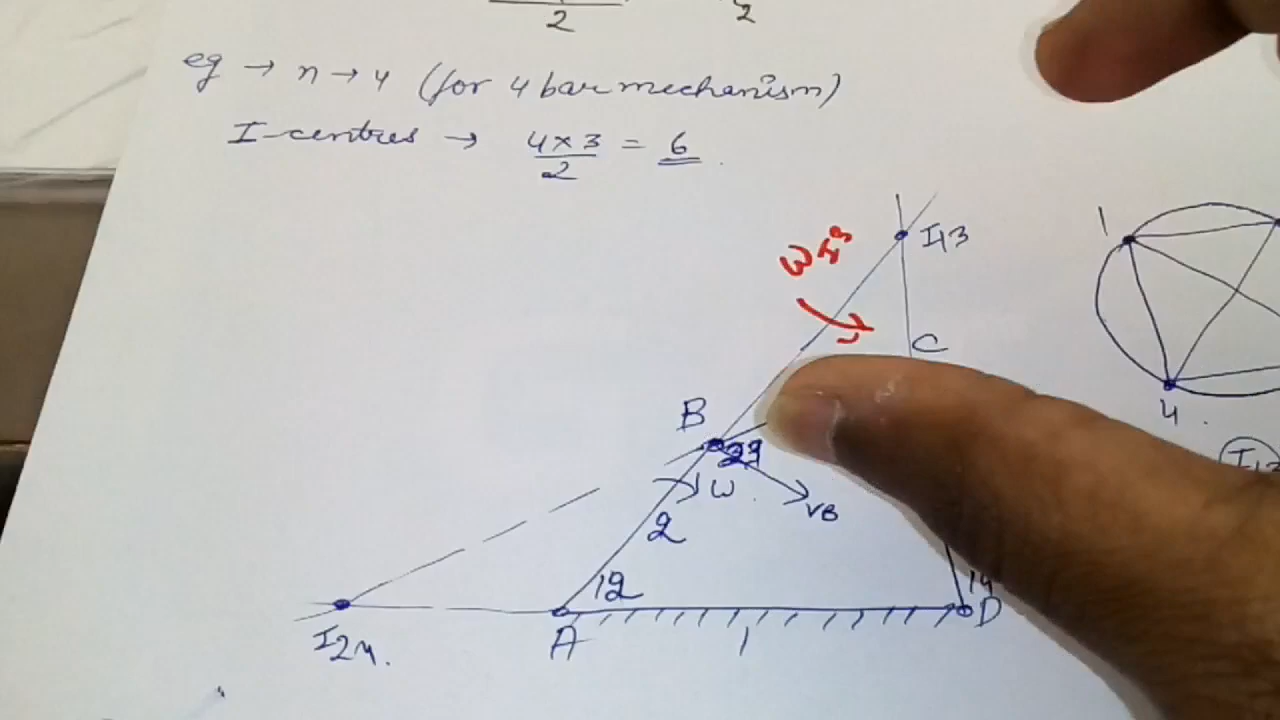 2 2
eg → n → 4 (for 4 bar mechanism)
I-centres → 4 x 3 / 2 = 6
I13
ω
1
C
4
B
23
ω
VB
2
12
14
I24
A
1
D